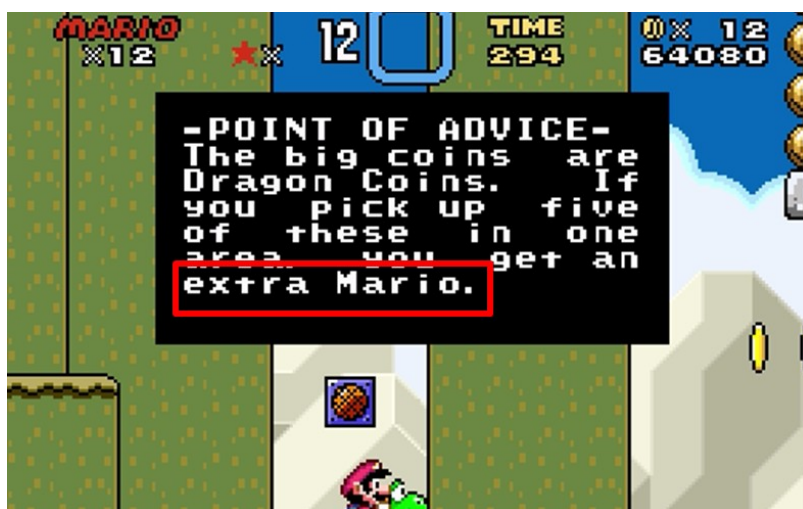 MARIO
×12
★× 12
TIME
294
×12
64080
-POINT OF ADVICE-
The big coins are
Dragon Coins. If
you pick up five
of these in one
area, you get an
extra Mario.